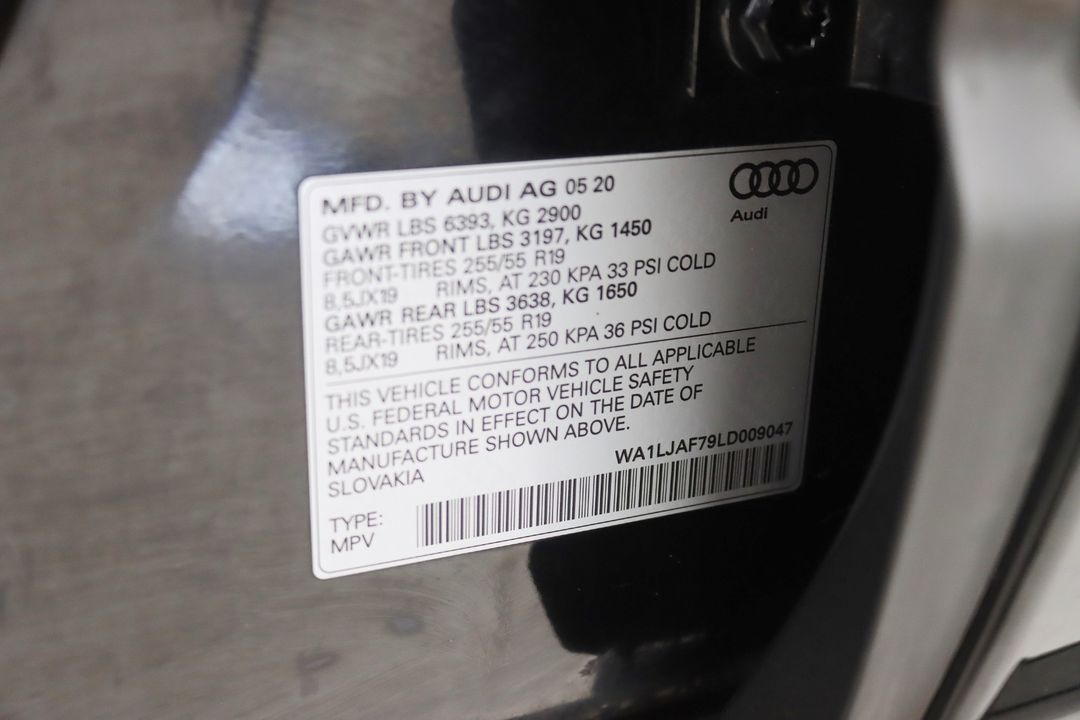 MFD. BY AUDI AG 05 20
Audi
GVWR LBS 6393, KG 2900
GAWR FRONT LBS 3197, KG 1450
FRONT-TIRES 255/55 R19
8,5JX19 RIMS, AT 230 KPA 33 PSI COLD
GAWR REAR LBS 3638, KG 1650
REAR-TIRES 255/55 R19
8,5JX19 RIMS, AT 250 KPA 36 PSI COLD
THIS VEHICLE CONFORMS TO ALL APPLICABLE
U.S. FEDERAL MOTOR VEHICLE SAFETY
STANDARDS IN EFFECT ON THE DATE OF
MANUFACTURE SHOWN ABOVE.
SLOVAKIA
WA1LJAF79LD009047
TYPE:
MPV